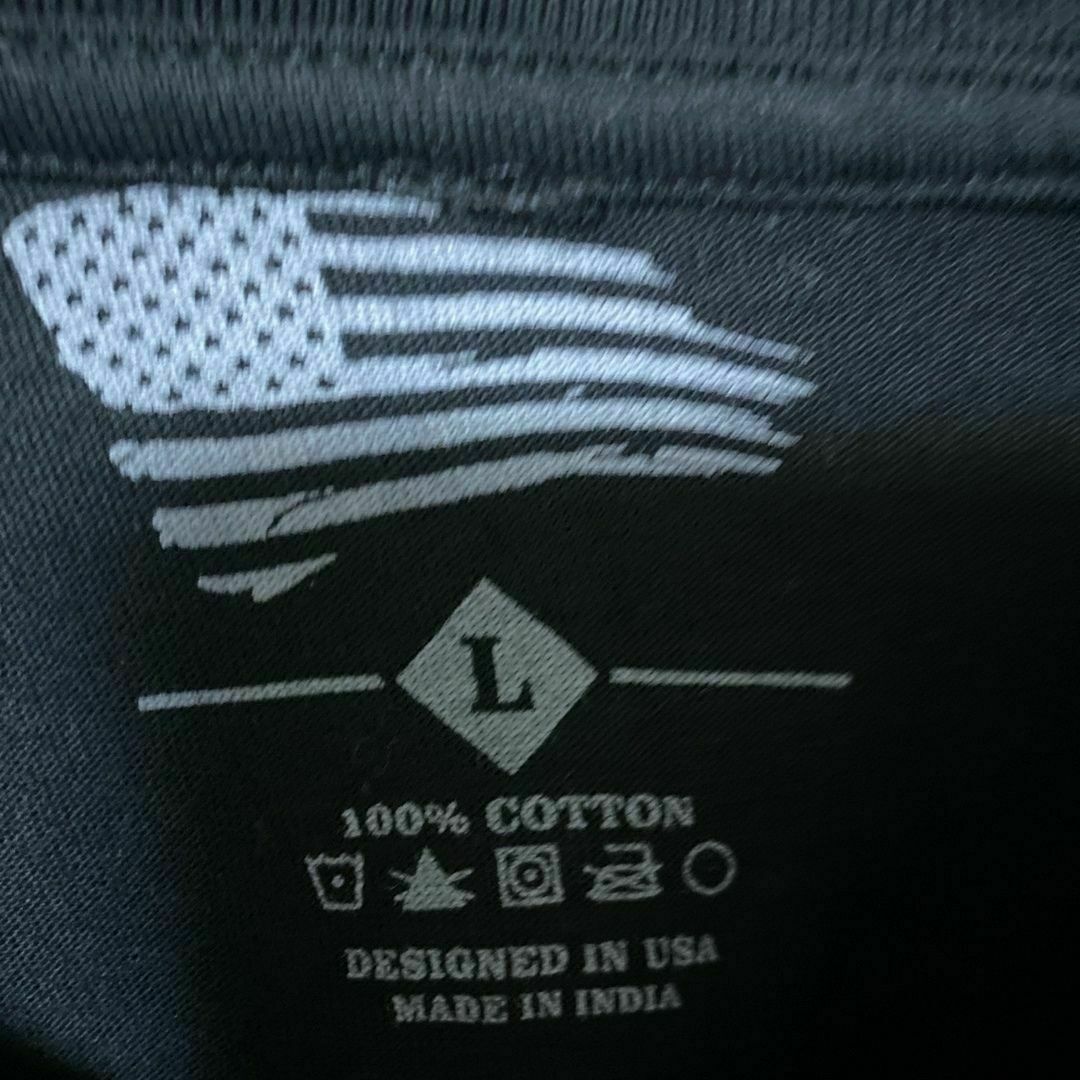 L
100% COTTON
DESIGNED IN USA
MADE IN INDIA